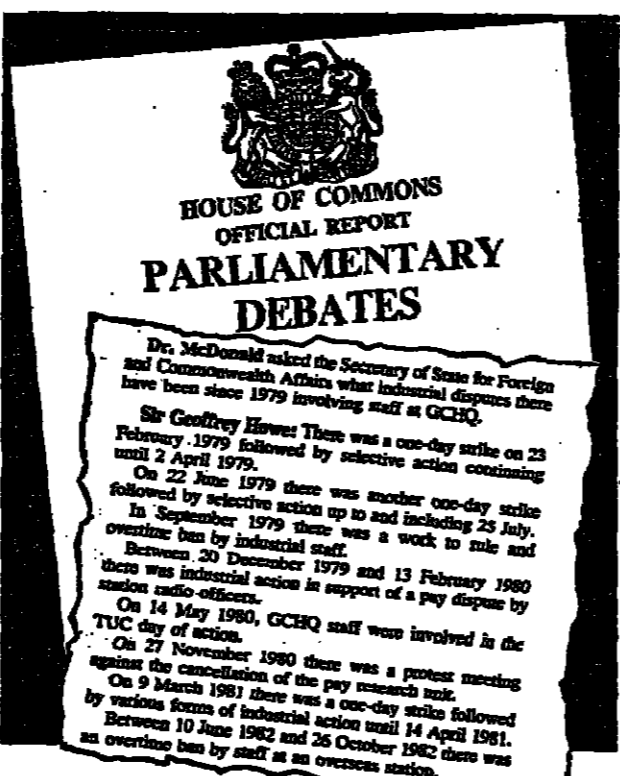 HOUSE OF COMMONS
OFFICIAL REPORT
PARLIAMENTARY
DEBATES
Dr. McDonald asked the Secretary of State for Foreign
and Commonwealth Affairs what industrial disputes there
have been since 1979 involving staff at GCHQ.
Sir Geoffrey Howe: There was a one-day strike on 23
February 1979 followed by selective action continuing
until 2 April 1979.
On 22 June 1979 there was another one-day strike
followed by selective action up to and including 25 July.
In September 1979 there was a work to rule and
overtime ban by industrial staff.
Between 20 December 1979 and 13 February 1980
there was industrial action in support of a pay dispute by
station radio officers.
On 14 May 1980, GCHQ staff were involved in the
TUC day of action.
On 27 November 1980 there was a protest meeting
against the cancellation of the pay research unit.
On 9 March 1981 there was a one-day strike followed
by various forms of industrial action until 14 April 1981.
Between 10 June 1982 and 26 October 1982 there was
an overtime ban by staff at an overseas station.